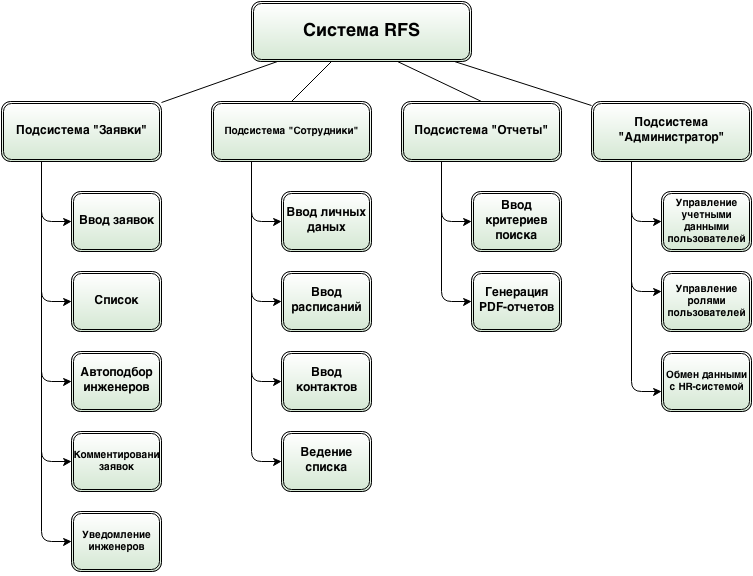 Система RFS
Подсистема "Заявки"
Ввод заявок
Список
Автоподбор
инженеров
Комментировани
заявок
Уведомление
инженеров
Подсистема "Сотрудники"
Ввод личных
даных
Ввод
расписаний
Ввод
контактов
Ведение
списка
Подсистема "Отчеты"
Ввод
критериев
поиска
Генерация
PDF-отчетов
Подсистема
"Администратор"
Управление
учетными
данными
пользователей
Управление
ролями
пользователей
Обмен данными
с HR-системой